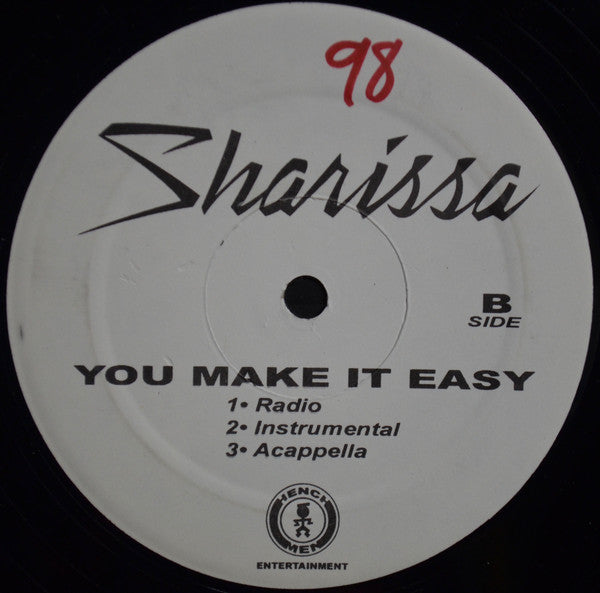 98
Sharissa
B
SIDE
YOU MAKE IT EASY
1• Radio
2• Instrumental
3• Acappella
HENCH
MEN
ENTERTAINMENT